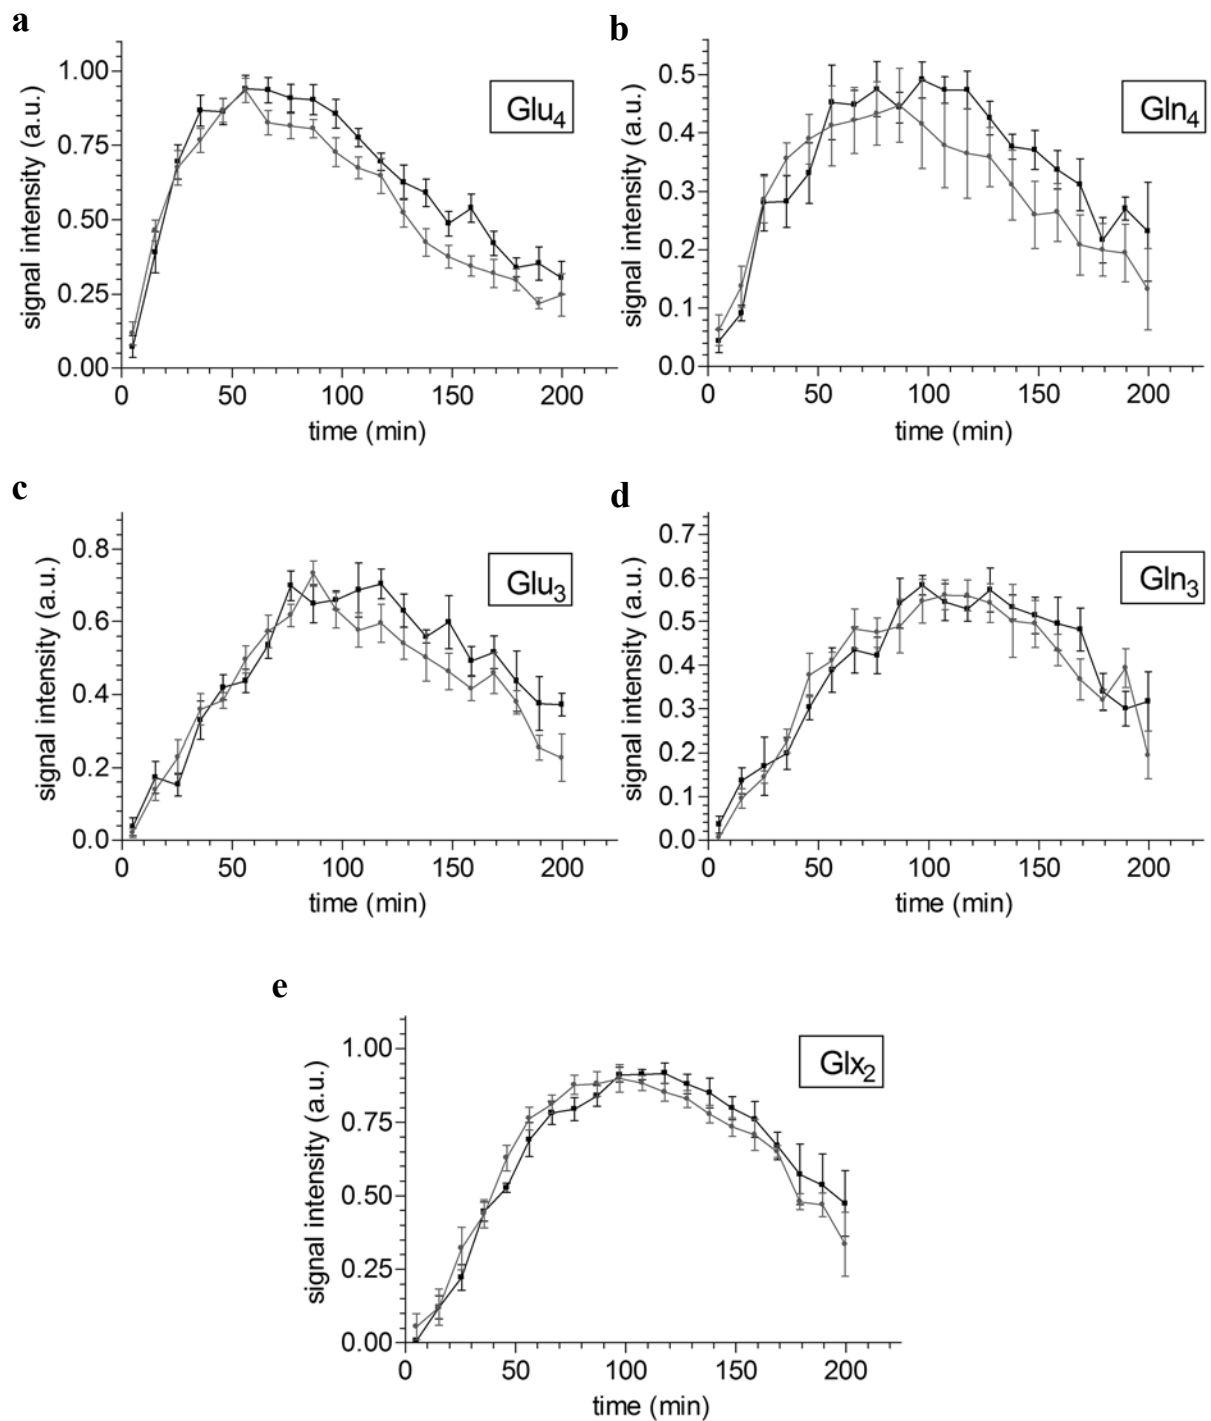 a
Glu4
signal intensity (a.u.)
1.00
0.75
0.50
0.25
0.00
0 50 100 150 200
time (min)
b
Gln4
signal intensity (a.u.)
0.5
0.4
0.3
0.2
0.1
0.0
0 50 100 150 200
time (min)
c
Glu3
signal intensity (a.u.)
0.8
0.6
0.4
0.2
0.0
0 50 100 150 200
time (min)
d
Gln3
signal intensity (a.u.)
0.7
0.6
0.5
0.4
0.3
0.2
0.1
0.0
0 50 100 150 200
time (min)
e
Glx2
signal intensity (a.u.)
1.00
0.75
0.50
0.25
0.00
0 50 100 150 200
time (min)